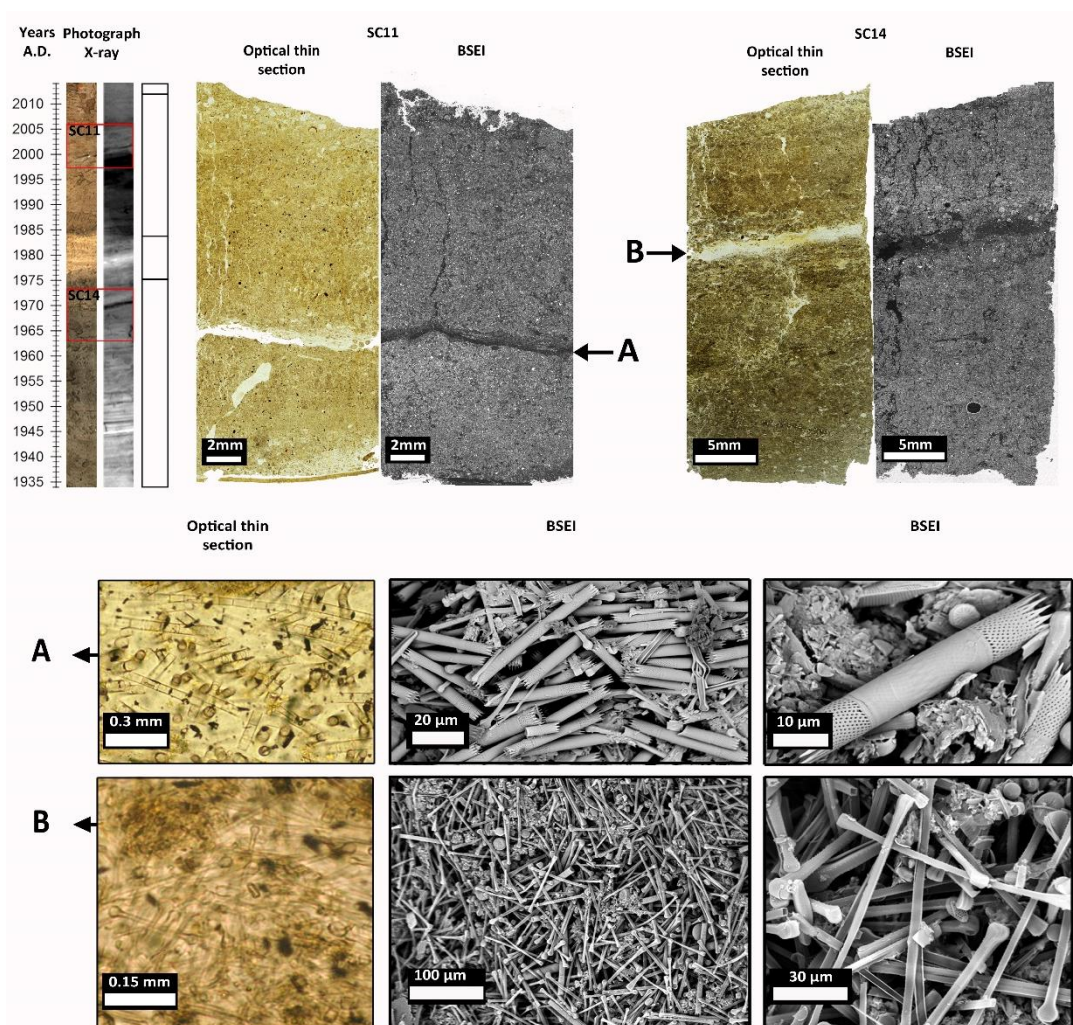 Years
A.D.
Photograph
X-ray
SC11
Optical thin
section
BSEI
SC14
Optical thin
section
BSEI
2010
2005
2000
1995
1990
1985
1980
1975
1970
1965
1960
1955
1950
1945
1940
1935
SC11
SC14
A
B
2mm
2mm
5mm
5mm
Optical thin
section
BSEI
BSEI
A
0.3 mm
20 µm
10 µm
B
0.15 mm
100 µm
30 µm